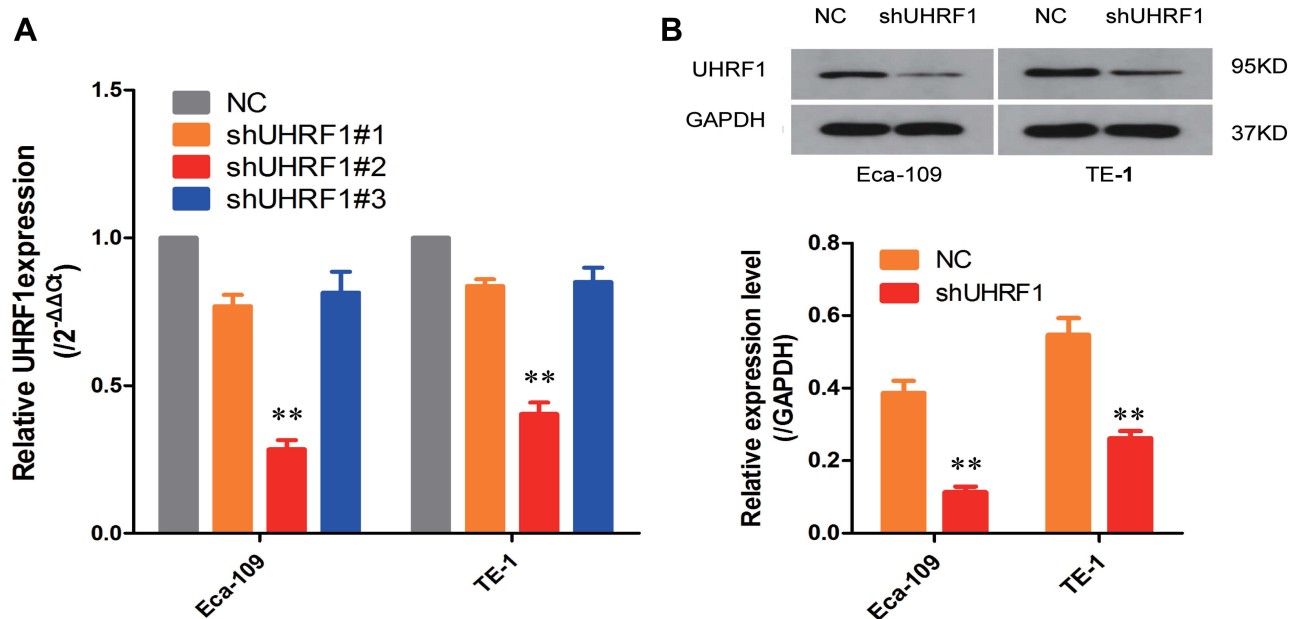 A
1.5
1.0
0.5
0.0
Relative UHRF1expression
(/2-ΔΔCt)
NC
shUHRF1#1
shUHRF1#2
shUHRF1#3
**
**
Eca-109
TE-1
B
NC shUHRF1 NC shUHRF1
UHRF1 95KD
GAPDH 37KD
Eca-109 TE-1
0.8
0.6
0.4
0.2
0.0
Relative expression level
(/GAPDH)
NC
shUHRF1
**
**
Eca-109
TE-1